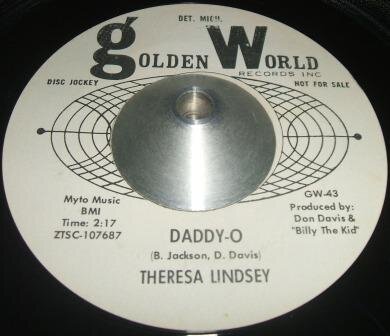 DET. MICH.
Golden World
RECORDS INC
DISC JOCKEY
NOT FOR SALE
Myto Music
BMI
Time: 2:17
ZTSC-107687
GW-43
Produced by:
Don Davis &
"Billy The Kid"
DADDY-O
(B. Jackson, D. Davis)
THERESA LINDSEY